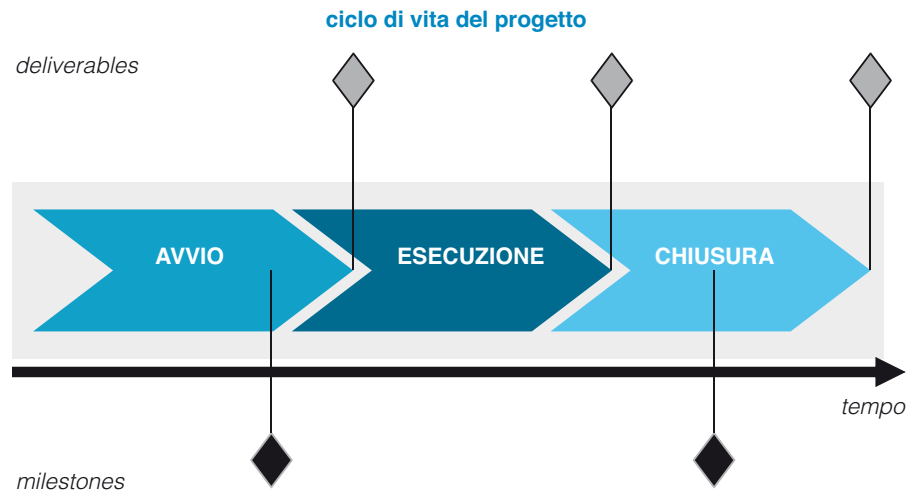 ciclo di vita del progetto
deliverables
AVVIO
ESECUZIONE
CHIUSURA
tempo
milestones